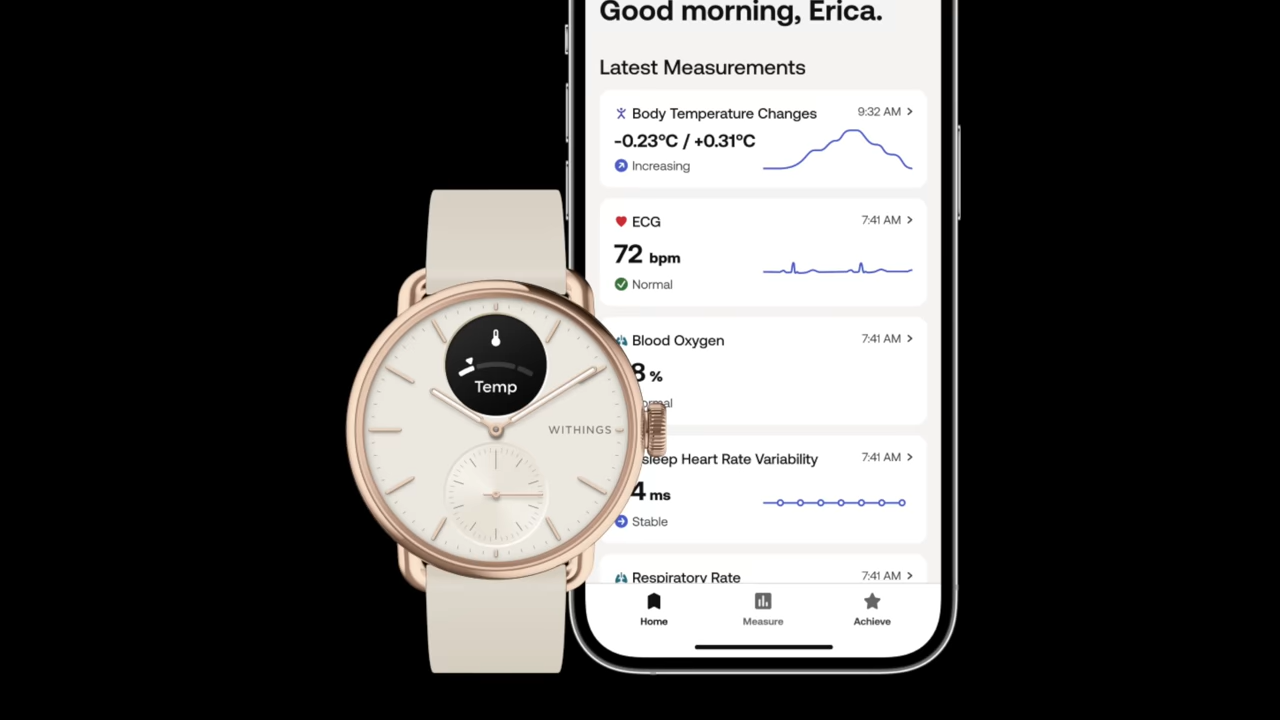 Good morning, Erica.
Latest Measurements
Body Temperature Changes 9:32 AM
-0.23°C / +0.31°C
Increasing
ECG 7:41 AM
72 bpm
Normal
Blood Oxygen 7:41 AM
8 %
Heart Rate Variability 7:41 AM
4 ms
Stable
Respiratory Rate 7:41 AM
Home Measure Achieve
Temp
WITHINGS